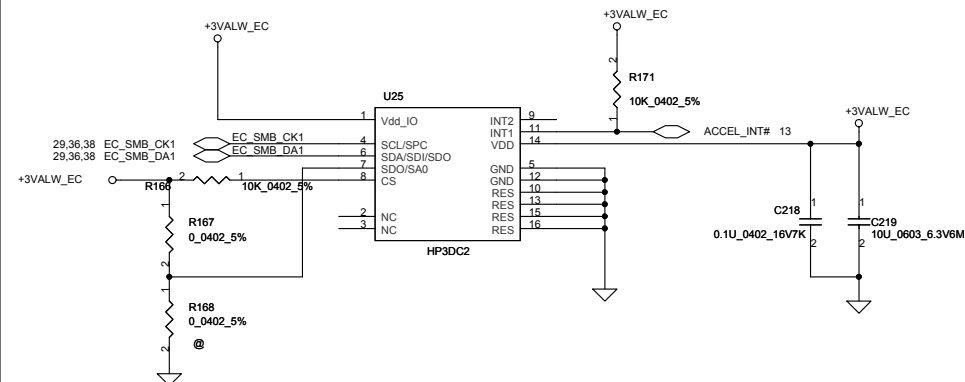 +3VALW_EC
+3VALW_EC
R171
10K_0402_5%
+3VALW_EC
U25
1 Vdd_IO
INT2 9
INT1 11
ACCEL_INT# 13
VDD 14
29,36,38 EC_SMB_CK1
EC_SMB_CK1
4 SCL/SPC
29,36,38 EC_SMB_DA1
EC_SMB_DA1
6 SDA/SDI/SDO
7 SDO/SA0
8 CS
GND 5
GND 12
RES 10
RES 13
RES 15
RES 16
+3VALW_EC
2
1
10K_0402_5%
2 NC
3 NC
HP3DC2
1
R167
0_0402_5%
2
1
R168
0_0402_5%
2
@
2
1
1
C218
0.1U_0402_16V7K
2
1
C219
10U_0603_6.3V6M
2